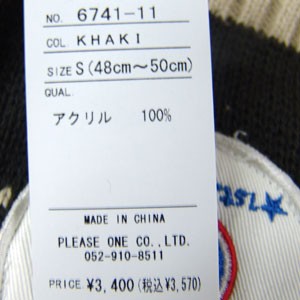 NO. 6741-11
COL. KHAKI
SIZE S(48cm～50cm)
QUAL.
アクリル 100%
MADE IN CHINA
PLEASE ONE CO.,LTD.
052-910-8511
PRICE ¥3,400(税込¥3,570)